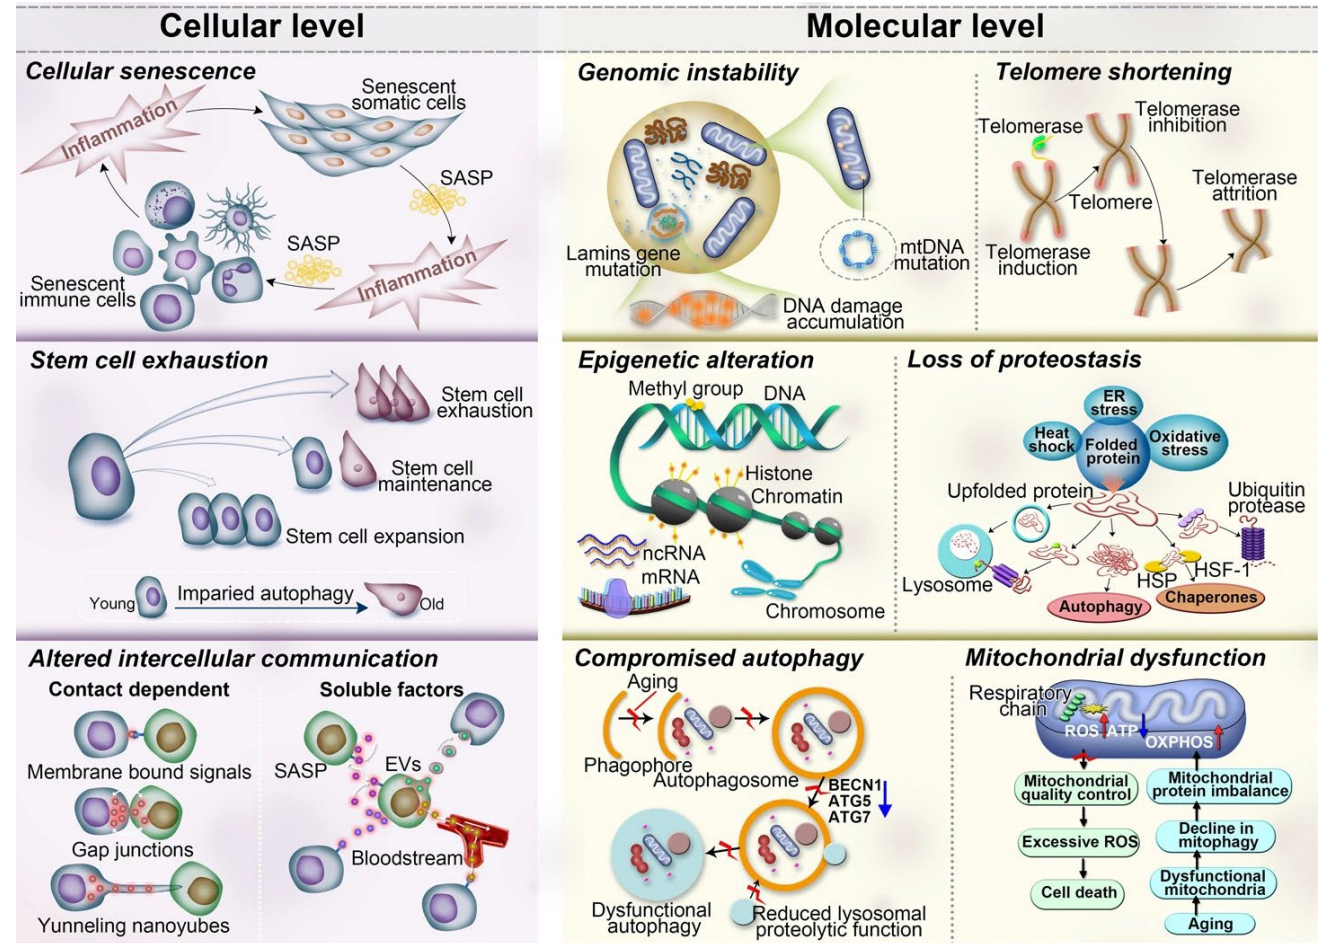 Cellular level
Molecular level
Cellular senescence
Inflammation
Senescent
somatic cells
SASP
SASP
Inflammation
Senescent
immune cells
Genomic instability
Lamins gene
mutation
mtDNA
mutation
DNA damage
accumulation
Telomere shortening
Telomerase
Telomerase
inhibition
Telomere
Telomerase
attrition
Telomerase
induction
Stem cell exhaustion
Stem cell
exhaustion
Stem cell
maintenance
Stem cell expansion
Young
Imparied autophagy
Old
Epigenetic alteration
Methyl group
DNA
Histone
Chromatin
ncRNA
mRNA
Chromosome
Loss of proteostasis
ER
stress
Heat
shock
Folded
protein
Oxidative
stress
Upfolded protein
Ubiquitin
protease
Lysosome
HSP
HSF-1
Autophagy
Chaperones
Altered intercellular communication
Contact dependent
Membrane bound signals
Gap junctions
Yunneling nanoyubes
Soluble factors
SASP
EVs
Bloodstream
Compromised autophagy
Aging
Phagophore
Autophagosome
BECN1
ATG5
ATG7
Dysfunctional
autophagy
Reduced lysosomal
proteolytic function
Mitochondrial dysfunction
Respiratory
chain
ROS
ATP
OXPHOS
Mitochondrial
quality control
Excessive ROS
Cell death
Mitochondrial
protein imbalance
Decline in
mitophagy
Dysfunctional
mitochondria
Aging